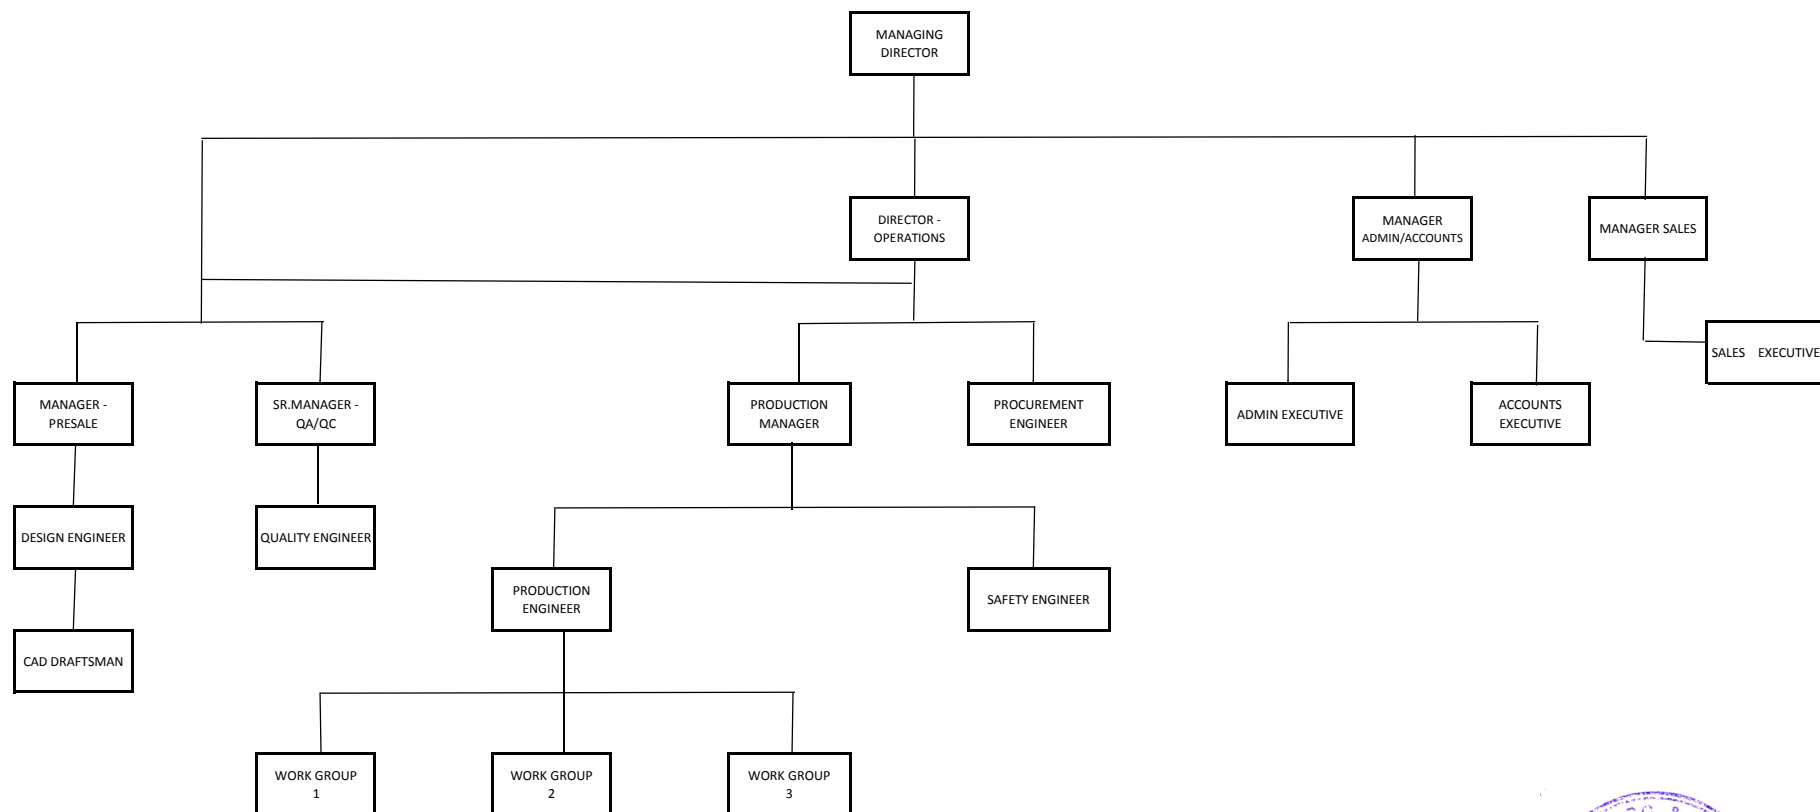 MANAGING
DIRECTOR
DIRECTOR -
OPERATIONS
MANAGER
ADMIN/ACCOUNTS
MANAGER SALES
SALES EXECUTIVE
MANAGER -
PRESALE
SR.MANAGER -
QA/QC
PRODUCTION
MANAGER
PROCUREMENT
ENGINEER
ADMIN EXECUTIVE
ACCOUNTS
EXECUTIVE
DESIGN ENGINEER
QUALITY ENGINEER
PRODUCTION
ENGINEER
SAFETY ENGINEER
CAD DRAFTSMAN
WORK GROUP
1
WORK GROUP
2
WORK GROUP
3